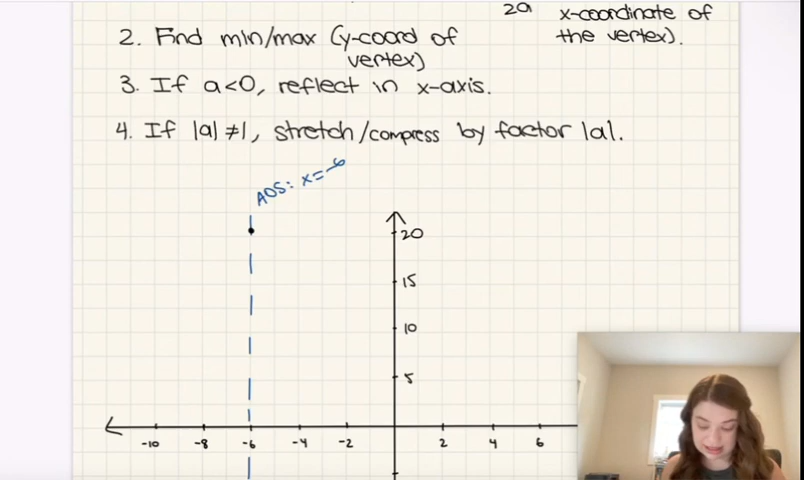 2a x-coordinate of
2. Find min/max (y-coord of the vertex).
vertex)
3. If a<0, reflect in x-axis.
4. If |a| ≠ 1, stretch/compress by factor |a|.
AOS: x=-6
20
15
10
5
-10 -8 -6 -4 -2 2 4 6